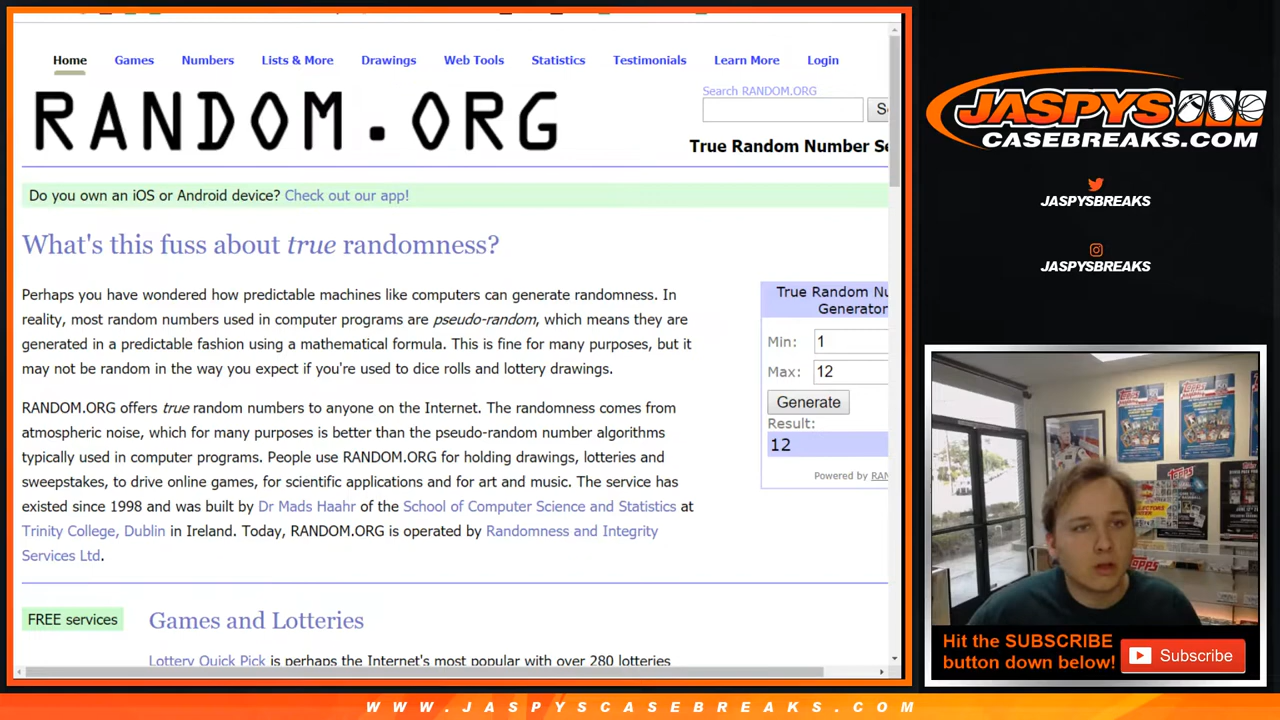 Home Games Numbers Lists & More Drawings Web Tools Statistics Testimonials Learn More Login
RANDOM.ORG
Search RANDOM.ORG
True Random Number Se
Do you own an iOS or Android device? Check out our app!
What's this fuss about true randomness?
Perhaps you have wondered how predictable machines like computers can generate randomness. In
reality, most random numbers used in computer programs are pseudo-random, which means they are
generated in a predictable fashion using a mathematical formula. This is fine for many purposes, but it
may not be random in the way you expect if you're used to dice rolls and lottery drawings.
RANDOM.ORG offers true random numbers to anyone on the Internet. The randomness comes from
atmospheric noise, which for many purposes is better than the pseudo-random number algorithms
typically used in computer programs. People use RANDOM.ORG for holding drawings, lotteries and
sweepstakes, to drive online games, for scientific applications and for art and music. The service has
existed since 1998 and was built by Dr Mads Haahr of the School of Computer Science and Statistics at
Trinity College, Dublin in Ireland. Today, RANDOM.ORG is operated by Randomness and Integrity
Services Ltd.
True Random Nu
Generator
Min: 1
Max: 12
Generate
Result:
12
Powered by RAN
FREE services
Games and Lotteries
Lottery Quick Pick is perhaps the Internet's most popular with over 280 lotteries
JASPYS
CASEBREAKS.COM
JASPYSBREAKS
JASPYSBREAKS
Topps
Topps
Topps
Hit the SUBSCRIBE
button down below!
Subscribe
WWW.JASPYSCASEBREAKS.COM